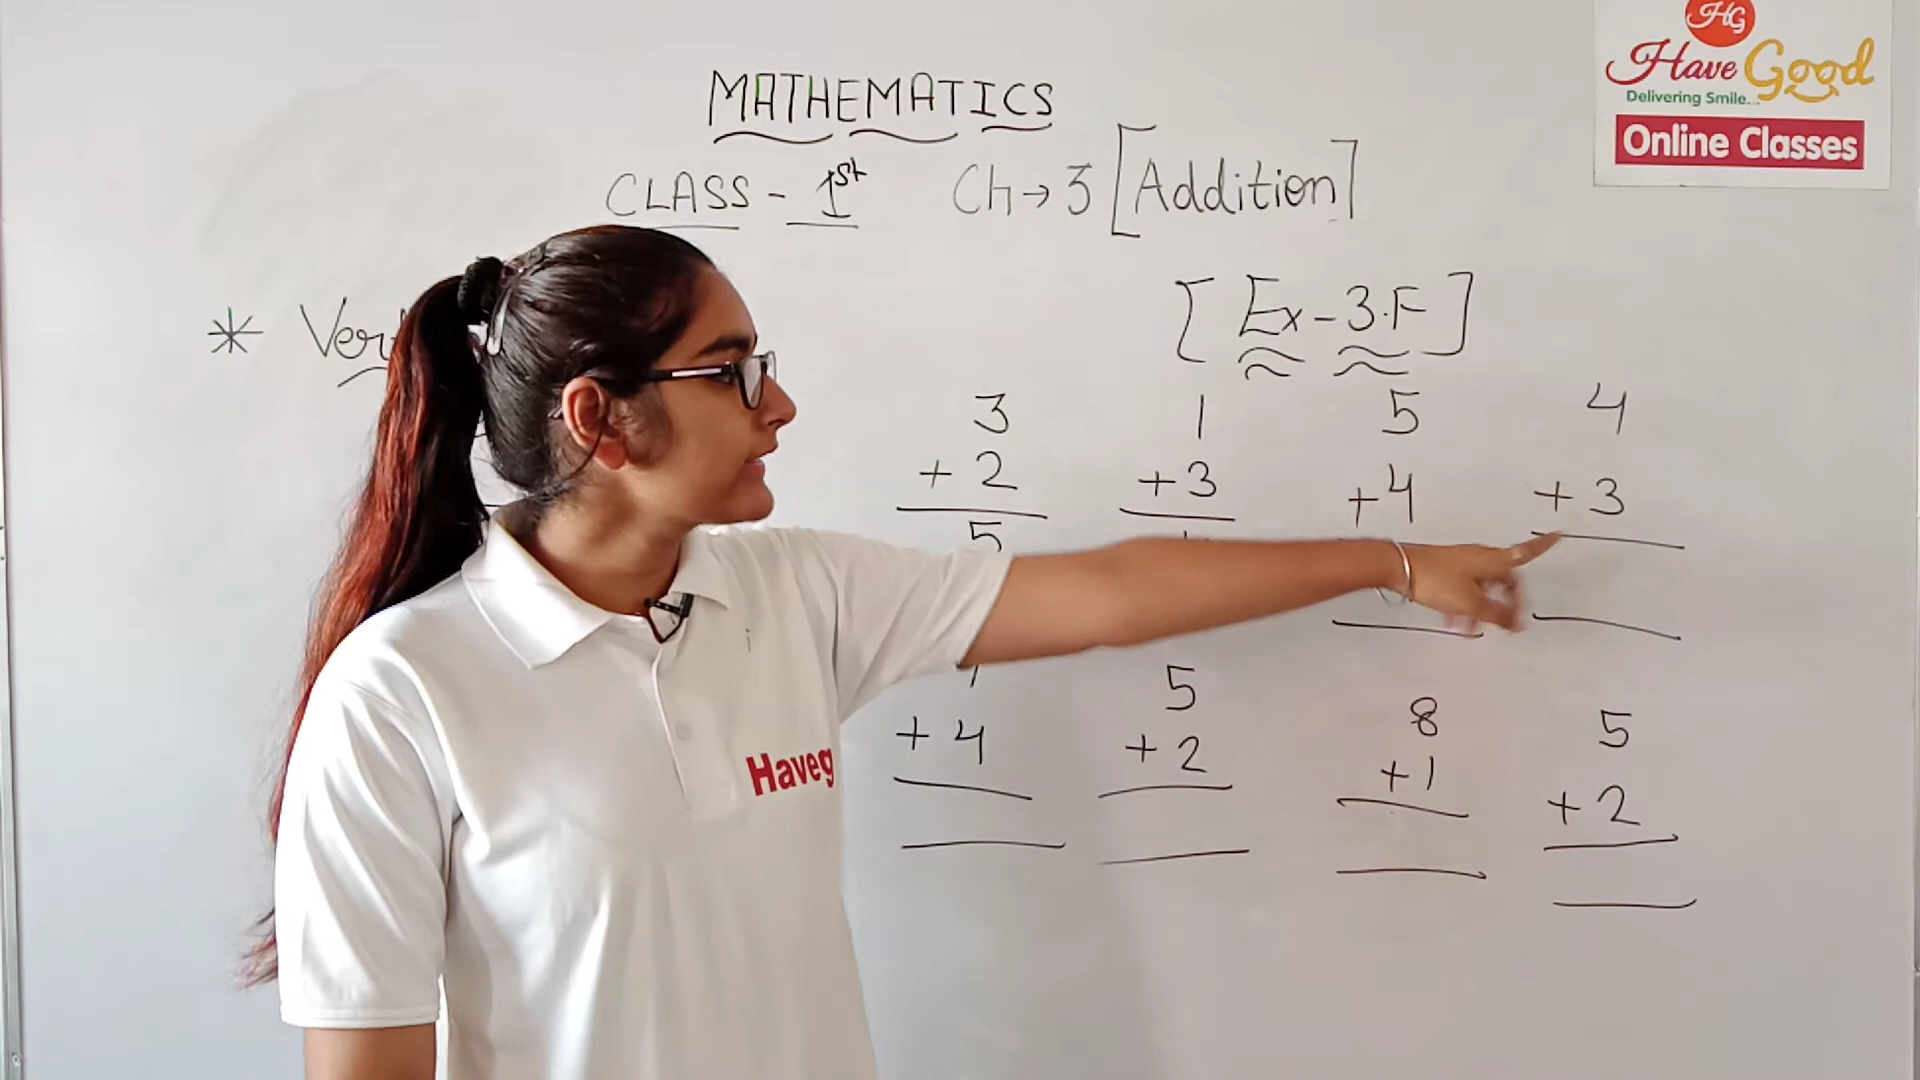 HG
Have Good
Delivering Smile...
Online Classes
MATHEMATICS
CLASS - 1st Ch → 3 [Addition]
[Ex - 3.F]
* Ver
3 1 5 4
+ 2 + 3 + 4 + 3
5
5 8 5
+ 4 + 2 + 1 + 2
Haveg